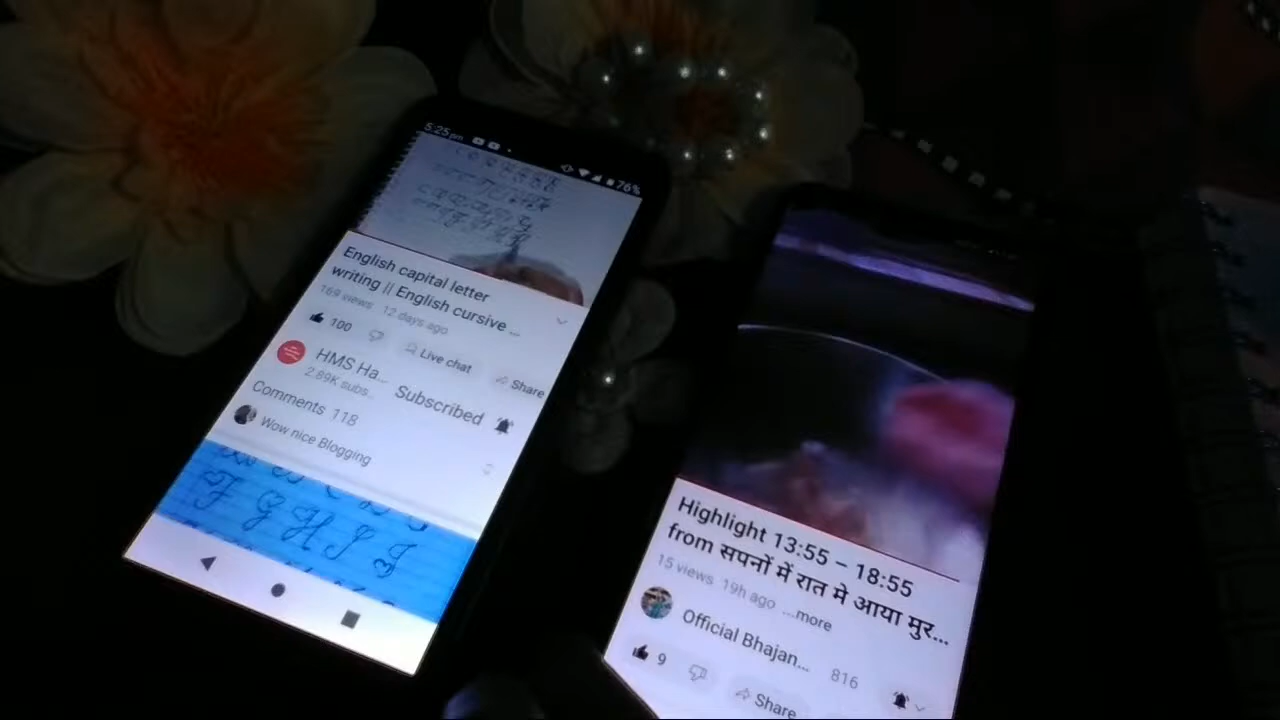 5:25 pm
76%
English capital letter
writing || English cursive ...
169 views 12 days ago
100
Live chat
Share
HMS Ha...
2.89K subs..
Subscribed
Comments 118
Wow nice Blogging
F G H I J
Highlight 13:55 – 18:55
from सपनों में रात मे आया मुर...
15 views 19h ago ...more
Official Bhajan... 816
9
Share